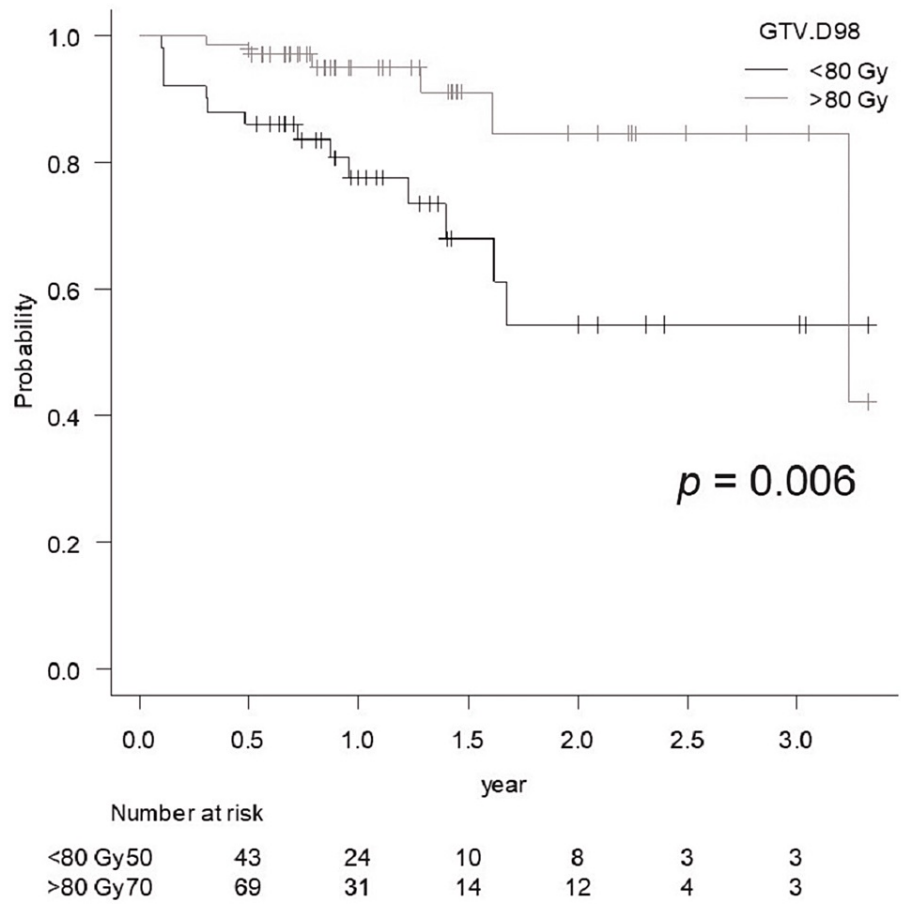 GTV.D98
<80 Gy
>80 Gy
1.0
0.8
0.6
0.4
0.2
0.0
Probability
p = 0.006
0.0 0.5 1.0 1.5 2.0 2.5 3.0
year
Number at risk
<80 Gy50 43 24 10 8 3 3
>80 Gy70 69 31 14 12 4 3